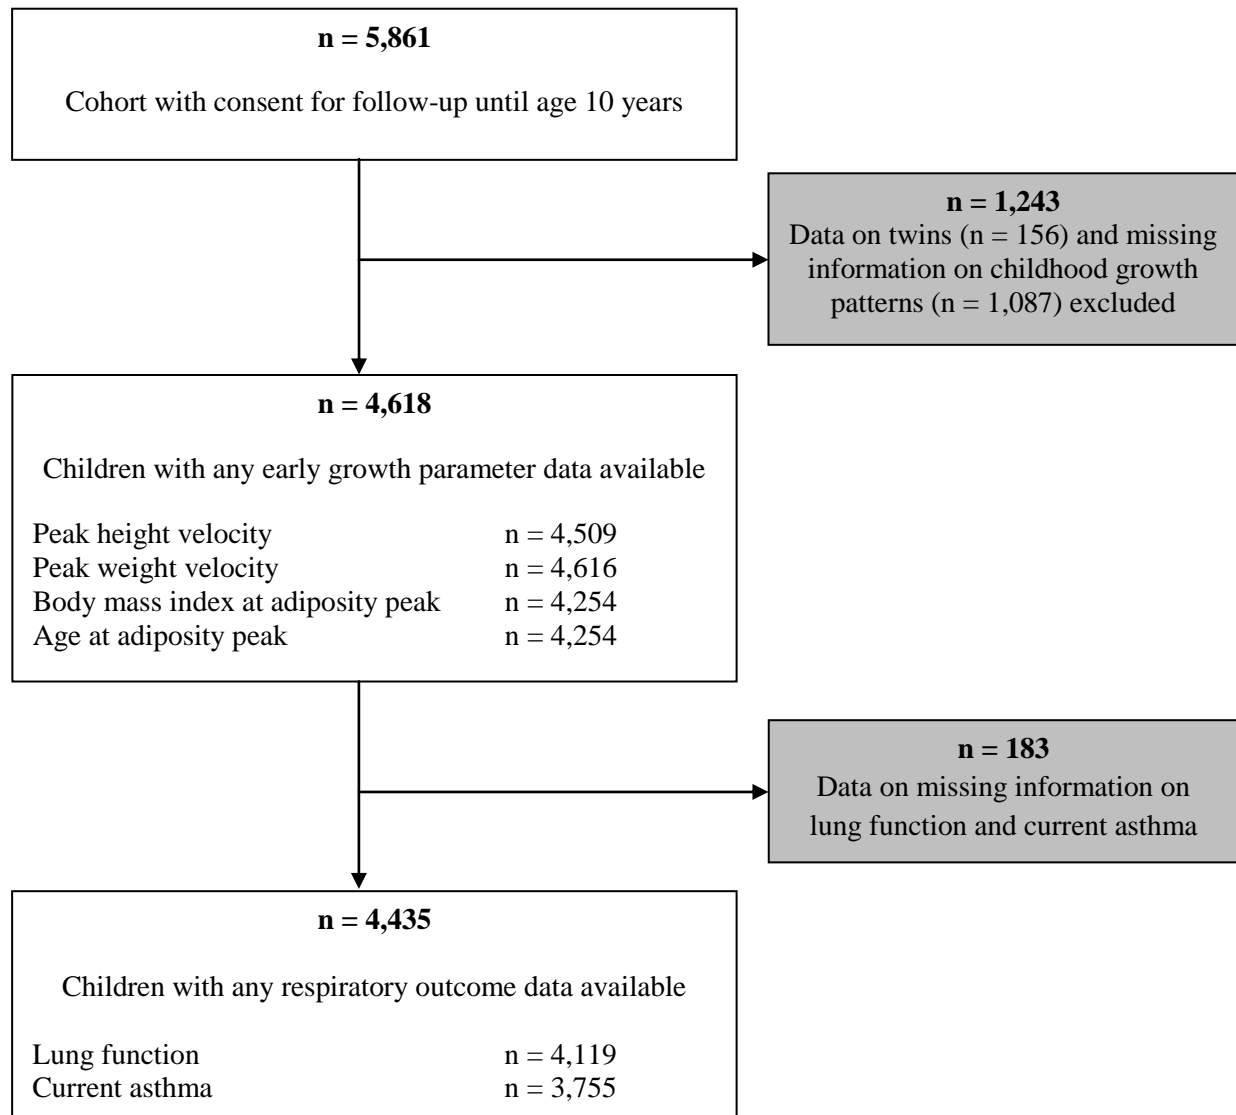 n = 5,861
Cohort with consent for follow-up until age 10 years
n = 1,243
Data on twins (n = 156) and missing
information on childhood growth
patterns (n = 1,087) excluded
n = 4,618
Children with any early growth parameter data available
Peak height velocity n = 4,509
Peak weight velocity n = 4,616
Body mass index at adiposity peak n = 4,254
Age at adiposity peak n = 4,254
n = 183
Data on missing information on
lung function and current asthma
n = 4,435
Children with any respiratory outcome data available
Lung function n = 4,119
Current asthma n = 3,755